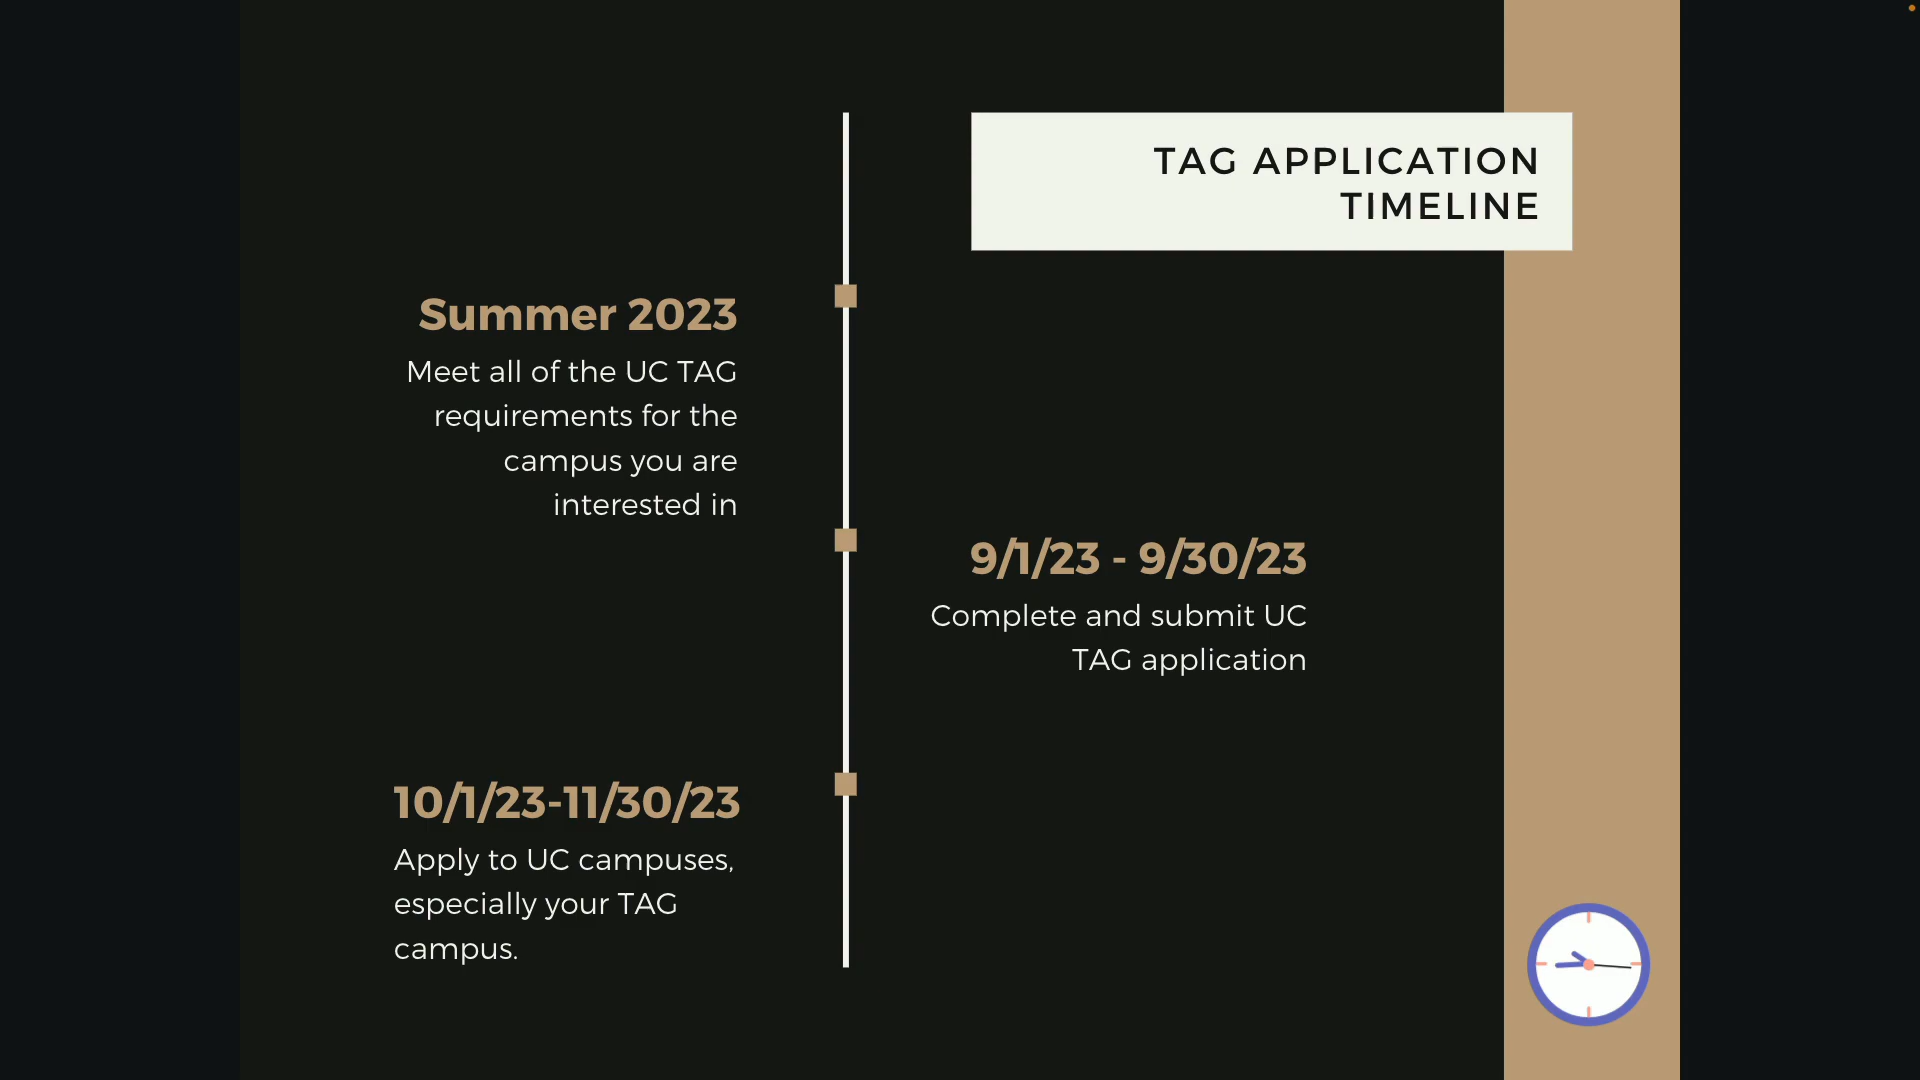 TAG APPLICATION
TIMELINE
Summer 2023
Meet all of the UC TAG
requirements for the
campus you are
interested in
9/1/23 - 9/30/23
Complete and submit UC
TAG application
10/1/23-11/30/23
Apply to UC campuses,
especially your TAG
campus.